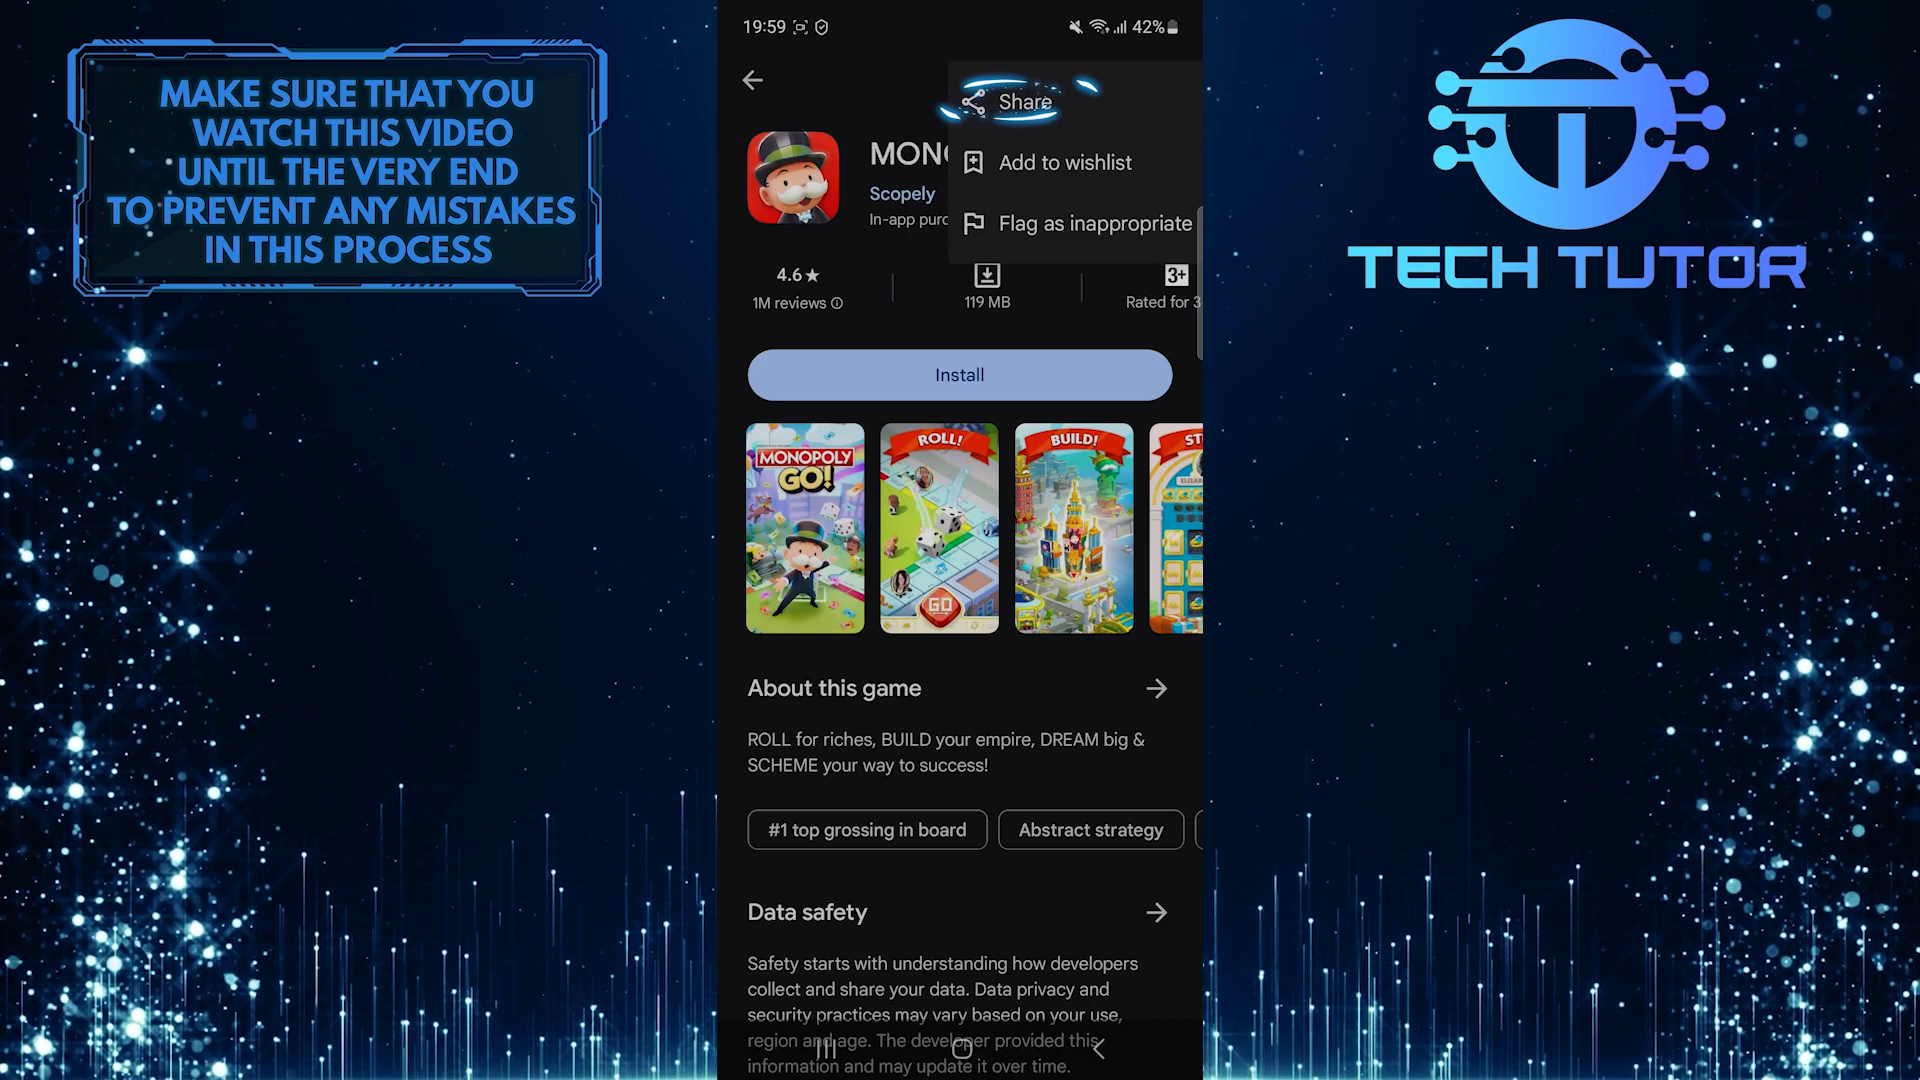 MAKE SURE THAT YOU
WATCH THIS VIDEO
UNTIL THE VERY END
TO PREVENT ANY MISTAKES
IN THIS PROCESS
19:59
42%
Share
Add to wishlist
Flag as inappropriate
MON
Scopely
In-app purc
4.6★
1M reviews
119 MB
3+
Rated for 3
Install
MONOPOLY
GO!
ROLL!
GO
BUILD!
ST
ELIZAB
About this game
ROLL for riches, BUILD your empire, DREAM big &
SCHEME your way to success!
#1 top grossing in board
Abstract strategy
Data safety
Safety starts with understanding how developers
collect and share your data. Data privacy and
security practices may vary based on your use,
region and age. The developer provided this
information and may update it over time.
TECH TUTOR